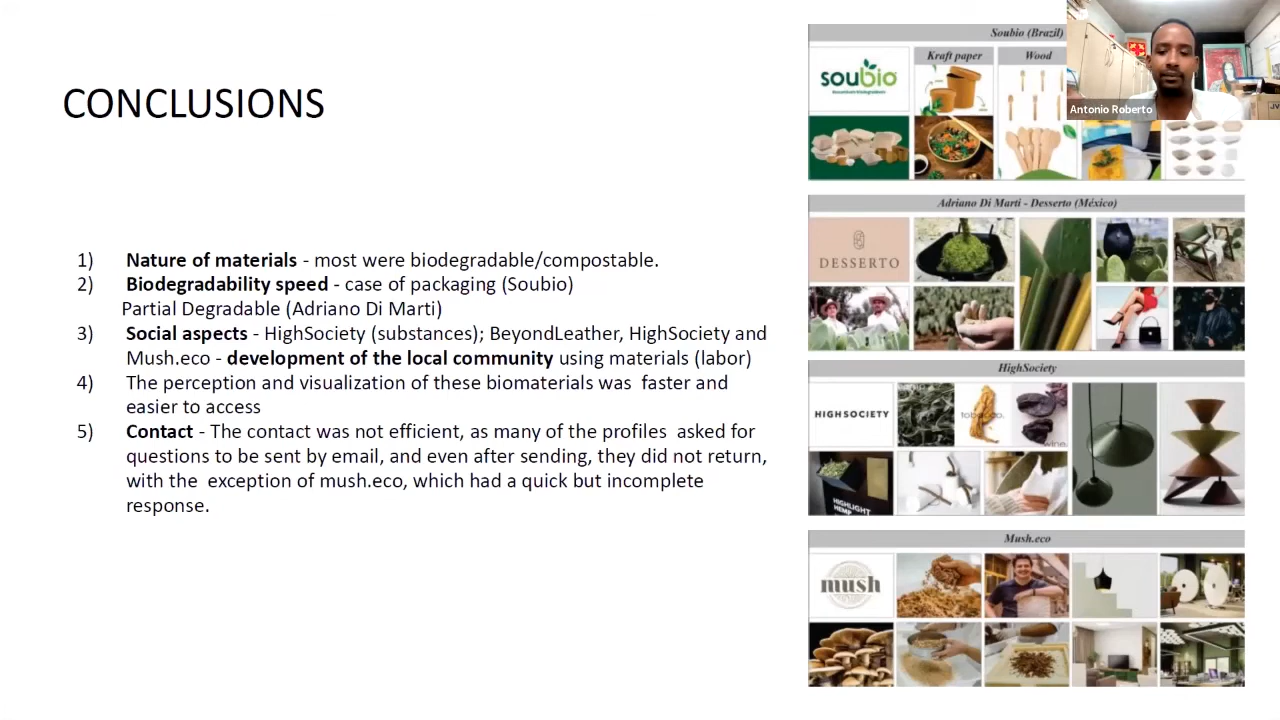 CONCLUSIONS
1) Nature of materials - most were biodegradable/compostable.
2) Biodegradability speed - case of packaging (Soubio)
Partial Degradable (Adriano Di Marti)
3) Social aspects - HighSociety (substances); BeyondLeather, HighSociety and
Mush.eco - development of the local community using materials (labor)
4) The perception and visualization of these biomaterials was faster and
easier to access
5) Contact - The contact was not efficient, as many of the profiles asked for
questions to be sent by email, and even after sending, they did not return,
with the exception of mush.eco, which had a quick but incomplete
response.
Soubio (Brazil)
Kraft paper
Wood
soubio
Antonio Roberto
Adriano Di Marti - Desserto (México)
DESSERTO
HighSociety
HIGHSOCIETY
tobacco.
wine.
HIGHLIGHT
HEMP
Mush.eco
mush